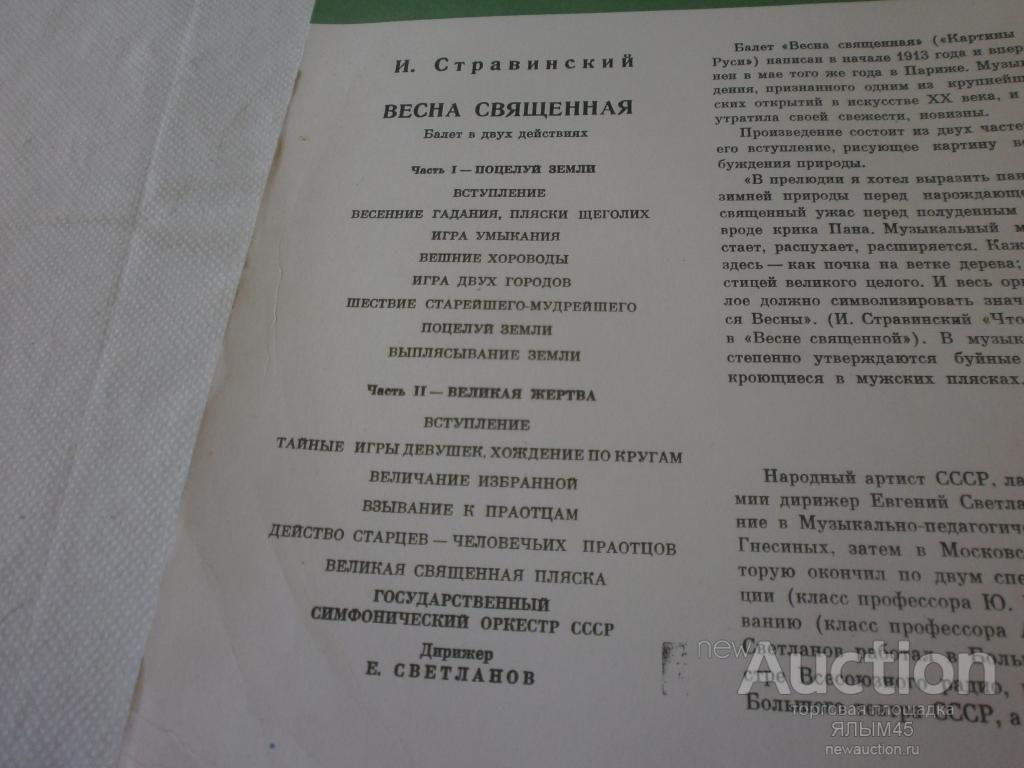 И. Стравинский
ВЕСНА СВЯЩЕННАЯ
Балет в двух действиях
Часть I — ПОЦЕЛУЙ ЗЕМЛИ
ВСТУПЛЕНИЕ
ВЕСЕННИЕ ГАДАНИЯ, ПЛЯСКИ ЩЕГОЛИХ
ИГРА УМЫКАНИЯ
ВЕШНИЕ ХОРОВОДЫ
ИГРА ДВУХ ГОРОДОВ
ШЕСТВИЕ СТАРЕЙШЕГО-МУДРЕЙШЕГО
ПОЦЕЛУЙ ЗЕМЛИ
ВЫПЛЯСЫВАНИЕ ЗЕМЛИ
Часть II — ВЕЛИКАЯ ЖЕРТВА
ВСТУПЛЕНИЕ
ТАЙНЫЕ ИГРЫ ДЕВУШЕК, ХОЖДЕНИЕ ПО КРУГАМ
ВЕЛИЧАНИЕ ИЗБРАННОЙ
ВЗЫВАНИЕ К ПРАОТЦАМ
ДЕЙСТВО СТАРЦЕВ — ЧЕЛОВЕЧЬИХ ПРАОТЦОВ
ВЕЛИКАЯ СВЯЩЕННАЯ ПЛЯСКА
ГОСУДАРСТВЕННЫЙ
СИМФОНИЧЕСКИЙ ОРКЕСТР СССР
Дирижер
Е. СВЕТЛАНОВ
Балет «Весна священная» («Картины
Руси») написан в начале 1913 года и впер
нен в мае того же года в Париже. Музы
дения, признанного одним из крупнейш
ских открытий в искусстве XX века, и
утратила своей свежести, новизны.
Произведение состоит из двух часте
его вступление, рисующее картину ве
буждения природы.
«В прелюдии я хотел выразить пан
зимней природы перед нарождающе
священный ужас перед полуденным
вроде крика Пана. Музыкальный м
стает, распухает, расширяется. Каж
здесь — как почка на ветке дерева;
стицей великого целого. И весь ор
лое должно символизировать знач
ся Весны». (И. Стравинский «Что
в «Весне священной»). В музык
степенно утверждаются буйные
кроющиеся в мужских плясках.
Народный артист СССР, ла
мии дирижер Евгений Светла
ние в Музыкально-педагогиче
Гнесиных, затем в Московс
торую окончил по двум спе
ции (класс профессора Ю.
ванию (класс профессора
Светланов работал в Боль
стре Всесоюзного радио,
Большого театра СССР, а
newAuction
торговая площадка
ЯЛЫМ45
newauction.ru